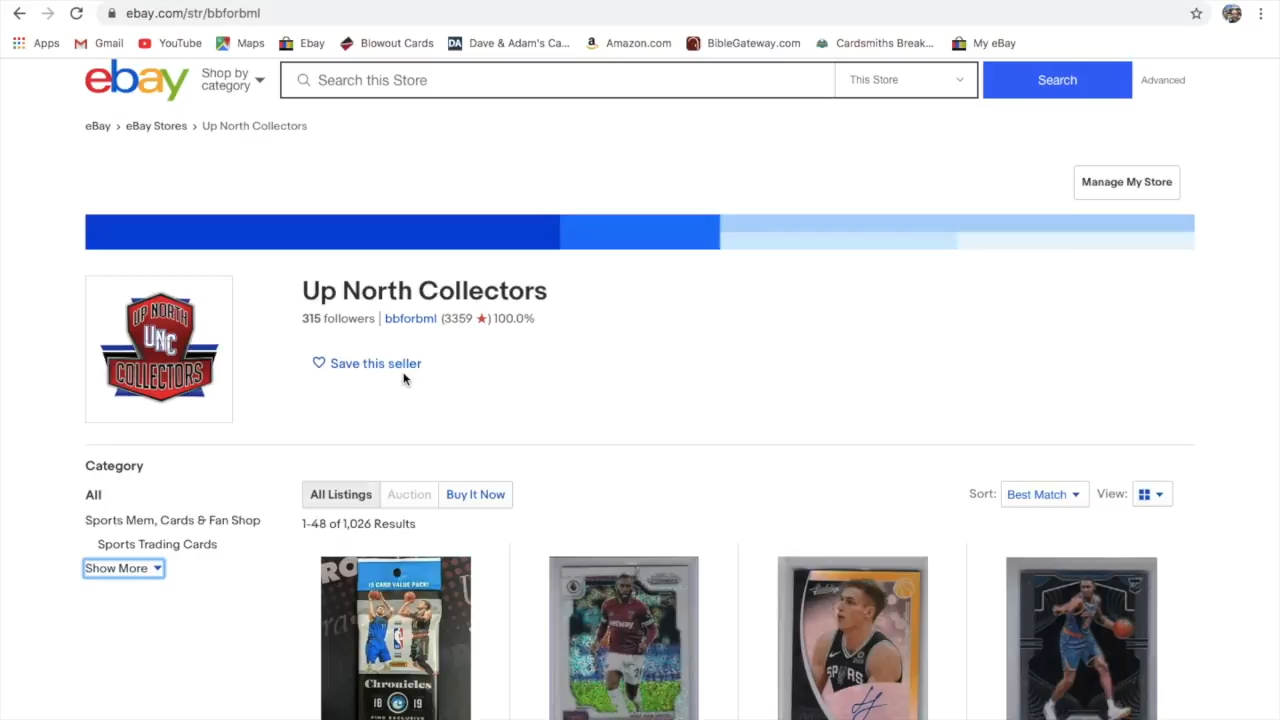 ebay.com/str/bbforbml
Apps Gmail YouTube Maps Ebay Blowout Cards DA Dave & Adam's Ca... Amazon.com BibleGateway.com Cardsmiths Break... My eBay
ebay Shop by category Search this Store This Store Search Advanced
eBay > eBay Stores > Up North Collectors
Manage My Store
UP NORTH
UNC
COLLECTORS
Up North Collectors
315 followers | bbforbml (3359 ★) 100.0%
Save this seller
Category
All
Sports Mem, Cards & Fan Shop
Sports Trading Cards
Show More
All Listings Auction Buy It Now
Sort: Best Match View:
1-48 of 1,026 Results
15 CARD VALUE PACK!
Chronicles
18 19
SPURS
RC